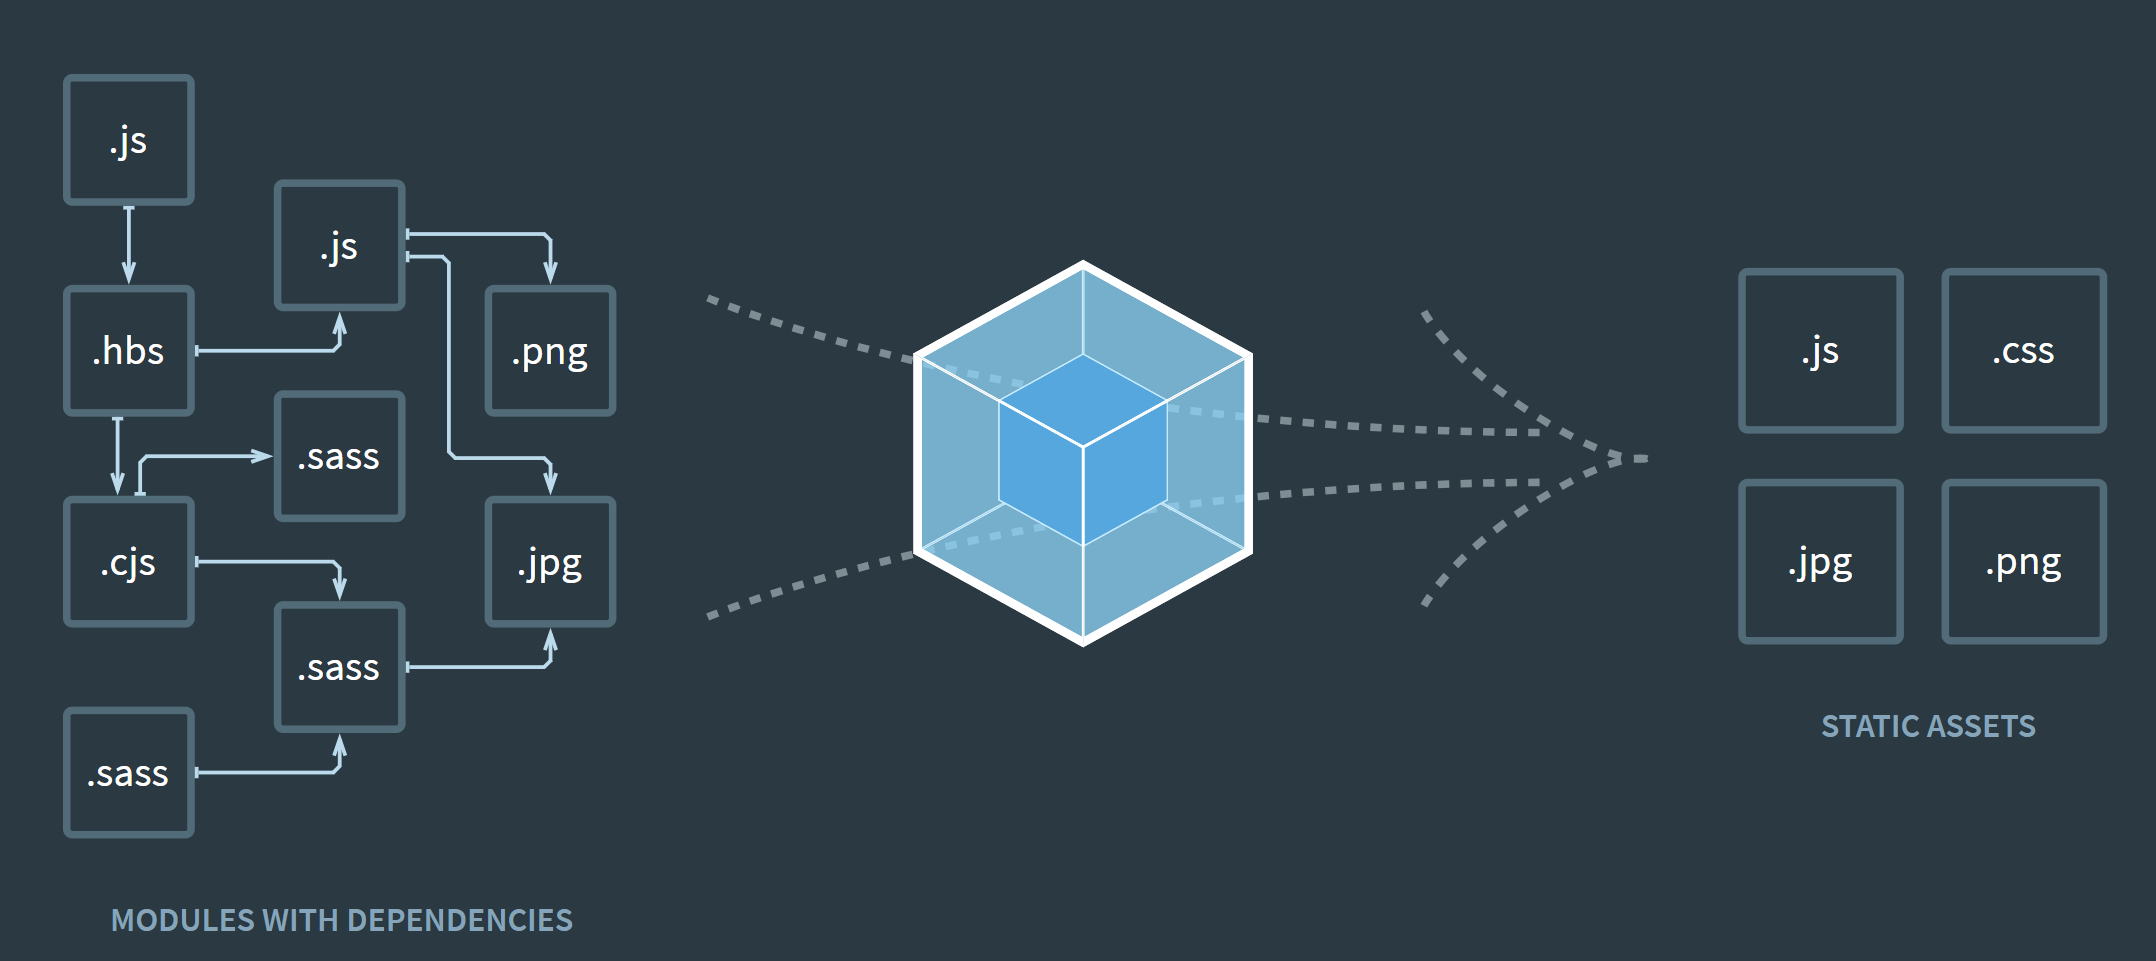 .js
.js
.hbs
.png
.sass
.cjs
.jpg
.sass
.sass
MODULES WITH DEPENDENCIES
.js
.css
.jpg
.png
STATIC ASSETS